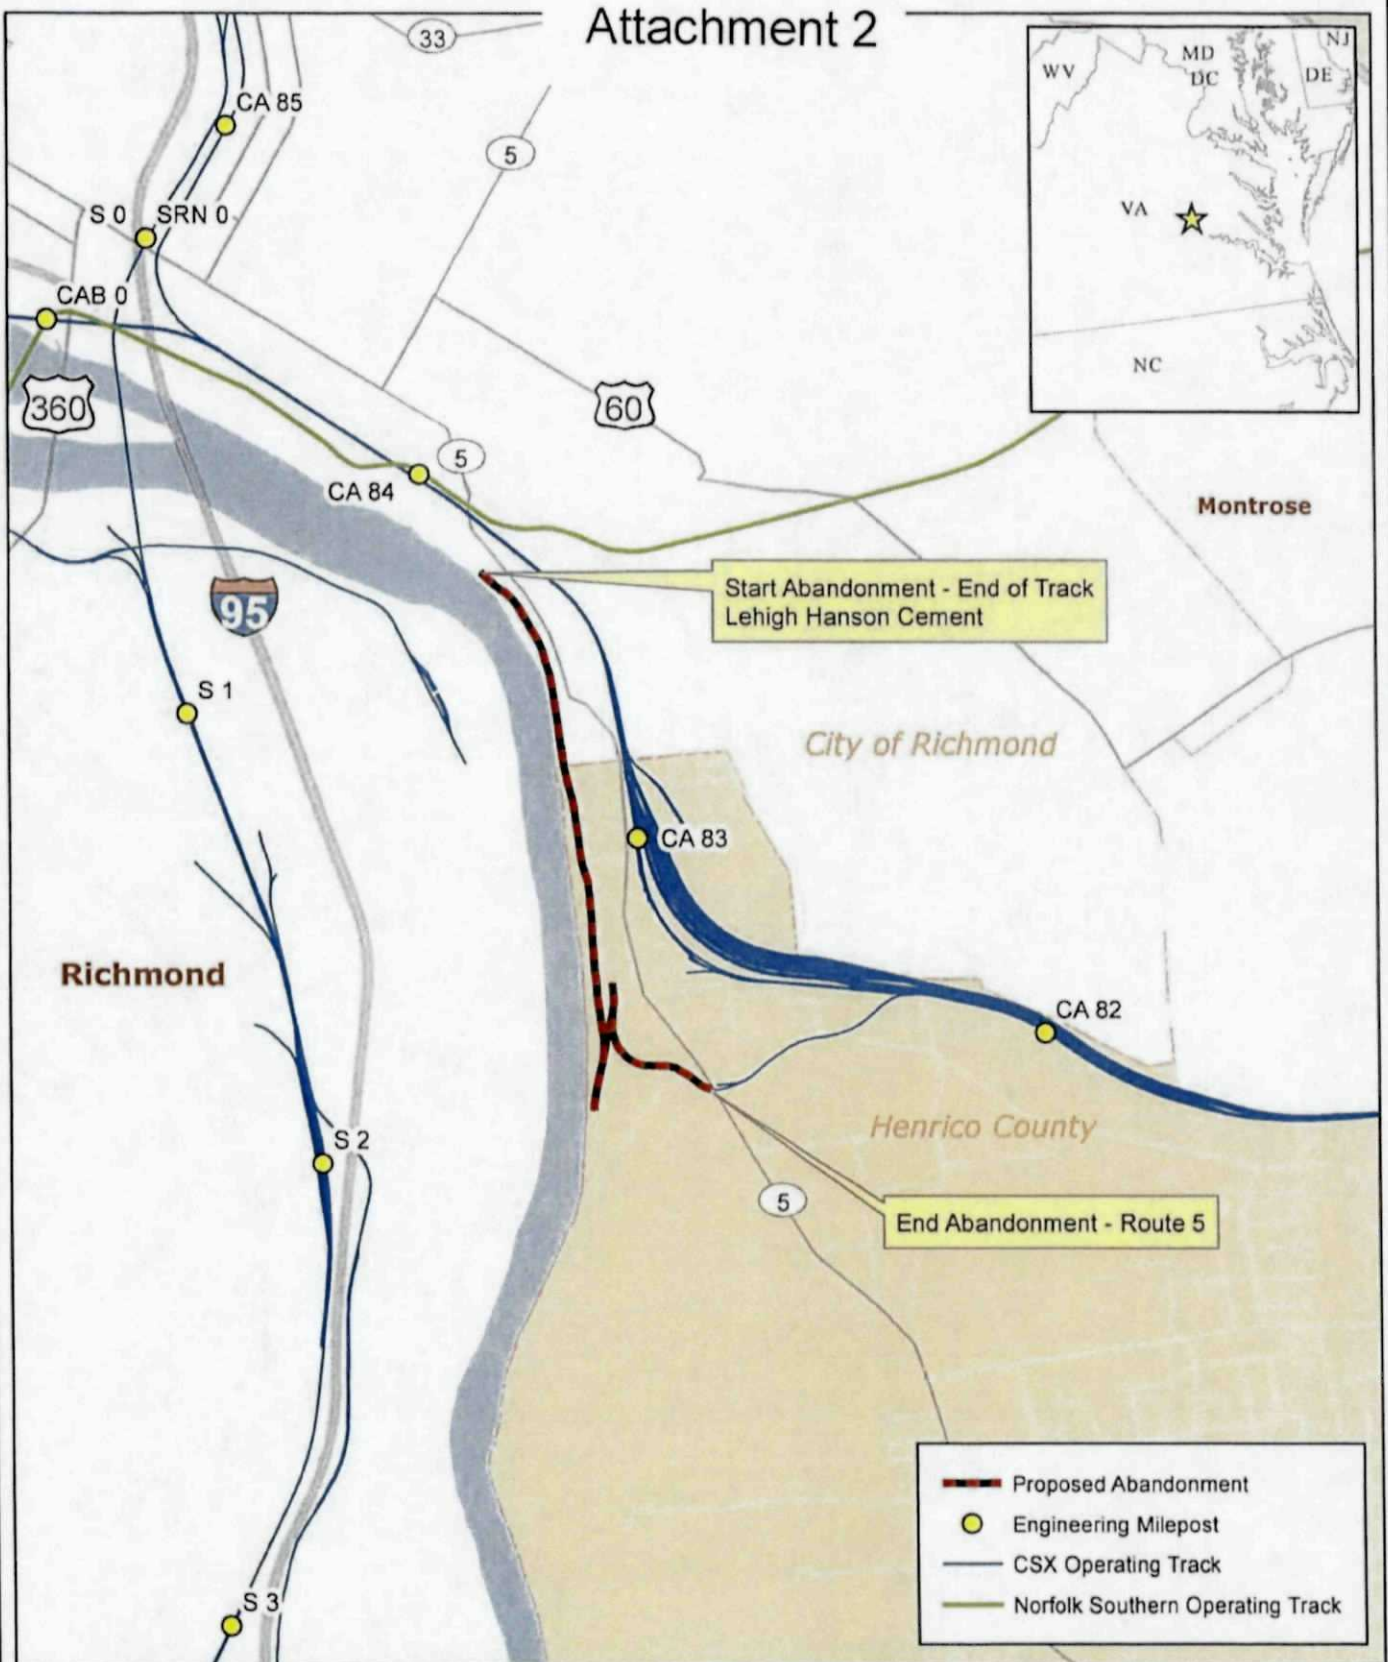 Attachment 2
33
WV
MD
DC
NJ
DE
VA
NC
CA 85
5
S 0
SRN 0
CAB 0
360
60
5
CA 84
Montrose
Start Abandonment - End of Track
Lehigh Hanson Cement
95
S 1
City of Richmond
CA 83
Richmond
CA 82
Henrico County
S 2
5
End Abandonment - Route 5
Proposed Abandonment
Engineering Milepost
CSX Operating Track
Norfolk Southern Operating Track
S 3